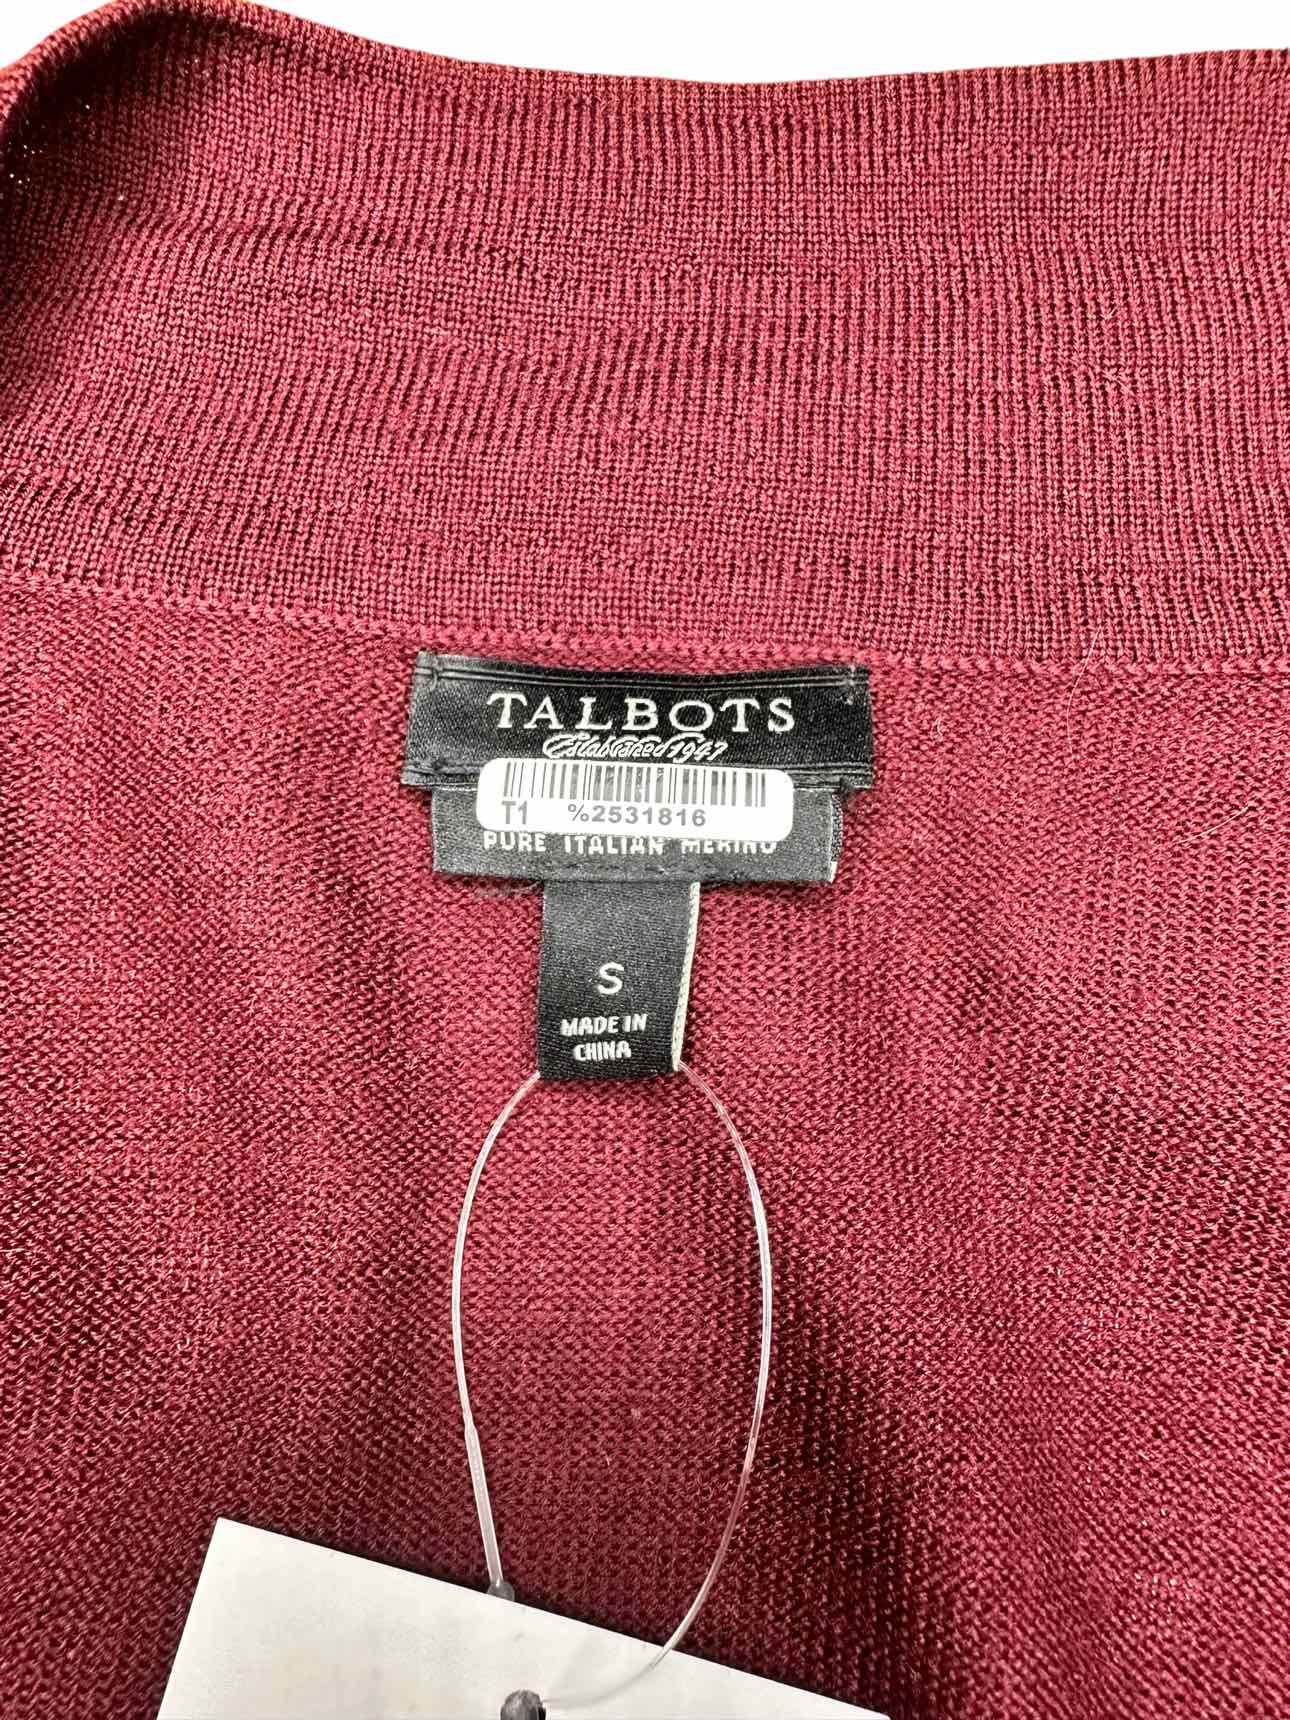 TALBOTS
Established 1947
T1 %2531816
PURE ITALIAN MERINO
S
MADE IN
CHINA